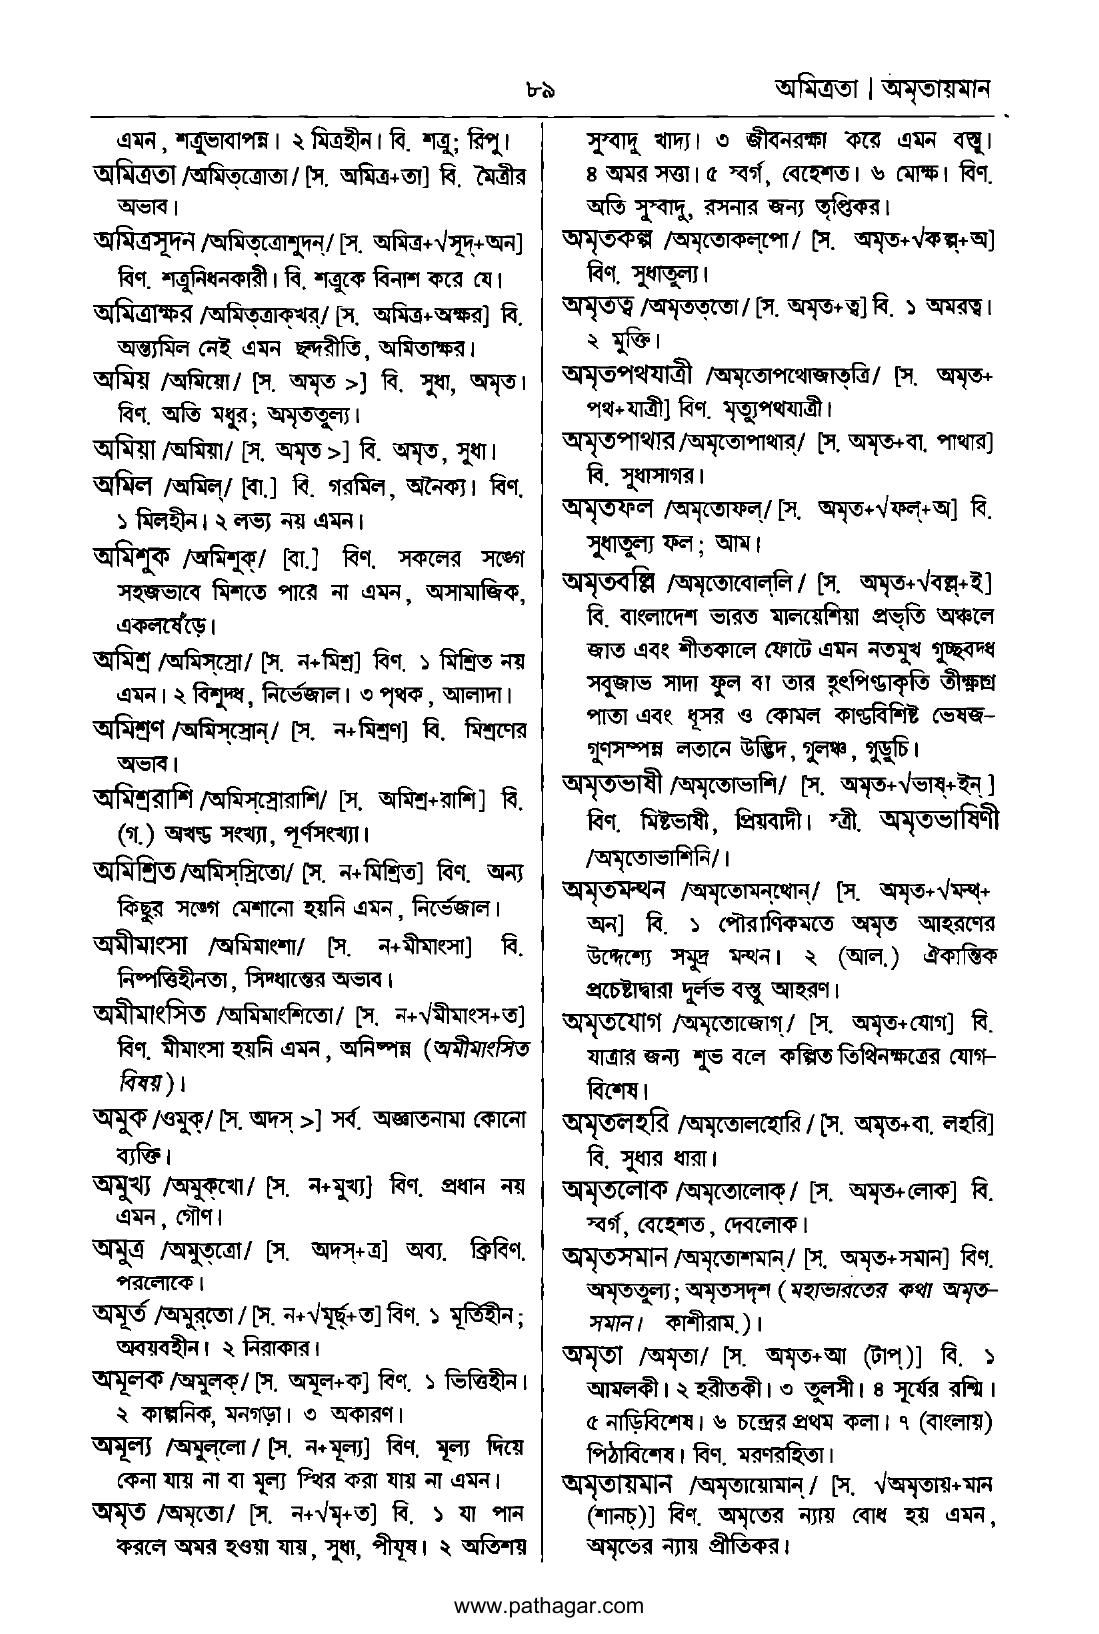 ৮৯
অমিত্রতা | অমৃতায়মান
এমন, শত্রুভাবাপন্ন। ২ মিত্রহীন। বি. শত্রু; রিপু।
অমিত্রতা /অমিত্‌ত্রোতা/ [স. অমিত্র+তা] বি. মৈত্রীর
অভাব।
অমিত্রসূদন /অমিত্‌ত্রোশুদন্‌/ [স. অমিত্র+√সূদ্‌+অন]
বিণ. শত্রুনিধনকারী। বি. শত্রুকে বিনাশ করে যে।
অমিত্রাক্ষর /অমিত্‌ত্রাক্‌খর্‌/ [স. অমিত্র+অক্ষর] বি.
অন্ত্যমিল নেই এমন ছন্দরীতি, অমিতাক্ষর।
অমিয় /অমিয়ো/ [স. অমৃত >] বি. সুধা, অমৃত।
বিণ. অতি মধুর; অমৃততুল্য।
অমিয়া /অমিয়া/ [স. অমৃত >] বি. অমৃত, সুধা।
অমিল /অমিল্‌/ [বা.] বি. গরমিল, অনৈক্য। বিণ.
১ মিলহীন। ২ লভ্য নয় এমন।
অমিশুক /অমিশুক্‌/ [বা.] বিণ. সকলের সঙ্গে
সহজভাবে মিশতে পারে না এমন, অসামাজিক,
একলষেঁড়ে।
অমিশ্র /অমিস্‌স্রো/ [স. ন+মিশ্র] বিণ. ১ মিশ্রিত নয়
এমন। ২ বিশুদ্ধ, নির্ভেজাল। ৩ পৃথক, আলাদা।
অমিশ্রণ /অমিস্‌স্রোন্‌/ [স. ন+মিশ্রণ] বি. মিশ্রণের
অভাব।
অমিশ্ররাশি /অমিস্‌স্রোরাশি/ [স. অমিশ্র+রাশি] বি.
(গ.) অখন্ড সংখ্যা, পূর্ণসংখ্যা।
অমিশ্রিত /অমিস্‌স্রিতো/ [স. ন+মিশ্রিত] বিণ. অন্য
কিছুর সঙ্গে মেশানো হয়নি এমন, নির্ভেজাল।
অমীমাংসা /অমিমাংশা/ [স. ন+মীমাংসা] বি.
নিষ্পত্তিহীনতা, সিদ্ধান্তের অভাব।
অমীমাংসিত /অমিমাংশিতো/ [স. ন+√মীমাংস+ত]
বিণ. মীমাংসা হয়নি এমন, অনিষ্পন্ন (অমীমাংসিত
বিষয়)।
অমুক /ওমুক্‌/ [স. অদস্‌ >] সর্ব. অজ্ঞাতনামা কোনো
ব্যক্তি।
অমুখ্য /অমুক্‌খো/ [স. ন+মুখ্য] বিণ. প্রধান নয়
এমন, গৌণ।
অমুত্র /অমুত্‌ত্রো/ [স. অদস্‌+ত্র] অব্য. ক্রিবিণ.
পরলোকে।
অমূর্ত /অমুর্‌তো/ [স. ন+√মূর্ছ্‌+ত] বিণ. ১ মূর্তিহীন;
অবয়বহীন। ২ নিরাকার।
অমূলক /অমুলক্‌/ [স. অমূল+ক] বিণ. ১ ভিত্তিহীন।
২ কাল্পনিক, মনগড়া। ৩ অকারণ।
অমূল্য /অমুল্‌লো/ [স. ন+মূল্য] বিণ. মূল্য দিয়ে
কেনা যায় না বা মূল্য স্থির করা যায় না এমন।
অমৃত /অমৃতো/ [স. ন+√মৃ+ত] বি. ১ যা পান
করলে অমর হওয়া যায়, সুধা, পীযূষ। ২ অতিশয়
সুস্বাদু খাদ্য। ৩ জীবনরক্ষা করে এমন বস্তু।
৪ অমর সত্তা। ৫ স্বর্গ, বেহেশত। ৬ মোক্ষ। বিণ.
অতি সুস্বাদু, রসনার জন্য তৃপ্তিকর।
অমৃতকল্প /অমৃতোকল্‌পো/ [স. অমৃত+√কল্প+অ]
বিণ. সুধাতুল্য।
অমৃতত্ব /অমৃতত্‌তো/ [স. অমৃত+ত্ব] বি. ১ অমরত্ব।
২ মুক্তি।
অমৃতপথযাত্রী /অমৃতোপথোজাত্‌ত্রি/ [স. অমৃত+
পথ+যাত্রী] বিণ. মৃত্যুপথযাত্রী।
অমৃতপাথার /অমৃতোপাথার্‌/ [স. অমৃত+বা. পাথার]
বি. সুধাসাগর।
অমৃতফল /অমৃতোফল্‌/ [স. অমৃত+√ফল্‌+অ] বি.
সুধাতুল্য ফল; আম।
অমৃতবল্লি /অমৃতোবোল্‌লি/ [স. অমৃত+√বল্ল+ই]
বি. বাংলাদেশ ভারত মালয়েশিয়া প্রভৃতি অঞ্চলে
জাত এবং শীতকালে ফোটে এমন নতমুখ গুচ্ছবদ্ধ
সবুজাভ সাদা ফুল বা তার হৃৎপিণ্ডাকৃতি তীক্ষ্ণাগ্র
পাতা এবং ধূসর ও কোমল কাণ্ডবিশিষ্ট ভেষজ-
গুণসম্পন্ন লতানে উদ্ভিদ, গুলঞ্চ, গুড়ূচি।
অমৃতভাষী /অমৃতোভাশি/ [স. অমৃত+√ভাষ্‌+ইন্‌]
বিণ. মিষ্টভাষী, প্রিয়বাদী। স্ত্রী. অমৃতভাষিণী
/অমৃতোভাশিনি/।
অমৃতমন্থন /অমৃতোমন্‌থোন্‌/ [স. অমৃত+√মন্থ+
অন] বি. ১ পৌরাণিকমতে অমৃত আহরণের
উদ্দেশ্যে সমুদ্র মন্থন। ২ (আল.) ঐকান্তিক
প্রচেষ্টাদ্বারা দুর্লভ বস্তু আহরণ।
অমৃতযোগ /অমৃতোজোগ্‌/ [স. অমৃত+যোগ] বি.
যাত্রার জন্য শুভ বলে কল্পিত তিথিনক্ষত্রের যোগ-
বিশেষ।
অমৃতলহরি /অমৃতোলহোরি/ [স. অমৃত+বা. লহরি]
বি. সুধার ধারা।
অমৃতলোক /অমৃতোলোক্‌/ [স. অমৃত+লোক] বি.
স্বর্গ, বেহেশত, দেবলোক।
অমৃতসমান /অমৃতোশমান্‌/ [স. অমৃত+সমান] বিণ.
অমৃততুল্য; অমৃতসদৃশ (মহাভারতের কথা অমৃত-
সমান। কাশীরাম.)।
অমৃতা /অমৃতা/ [স. অমৃত+আ (টাপ্‌)] বি. ১
আমলকী। ২ হরীতকী। ৩ তুলসী। ৪ সূর্যের রশ্মি।
৫ নাড়িবিশেষ। ৬ চন্দ্রের প্রথম কলা। ৭ (বাংলায়)
পিঠাবিশেষ। বিণ. মরণরহিতা।
অমৃতায়মান /অমৃতায়োমান্‌/ [স. √অমৃতায়+মান
(শানচ্‌)] বিণ. অমৃতের ন্যায় বোধ হয় এমন,
অমৃতের ন্যায় প্রীতিকর।
www.pathagar.com